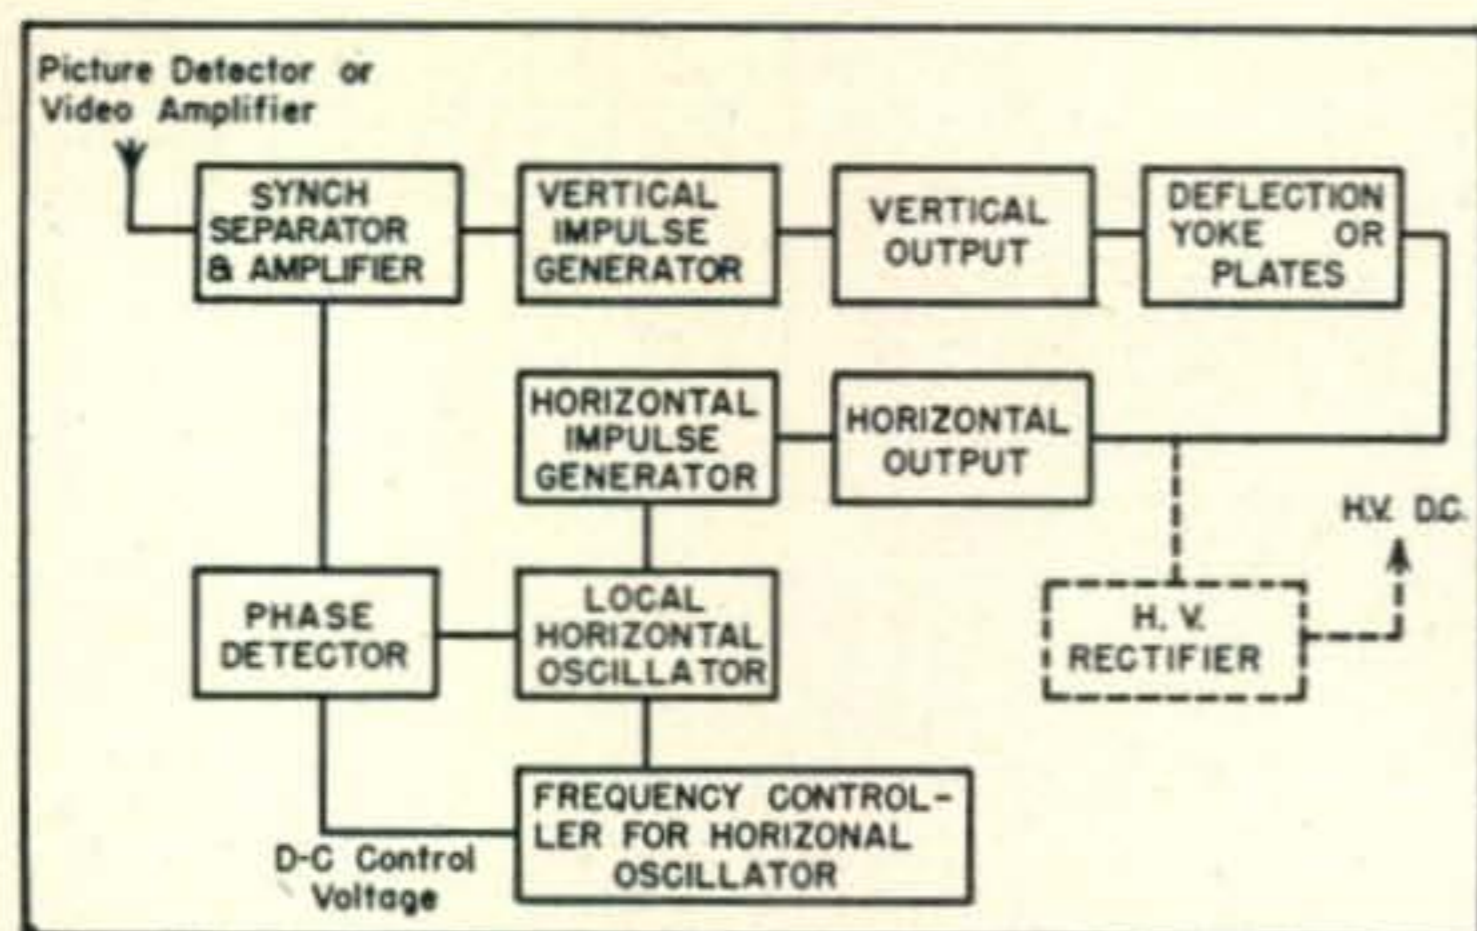 Picture Detector or
Video Amplifier
SYNCH
SEPARATOR
& AMPLIFIER
VERTICAL
IMPULSE
GENERATOR
VERTICAL
OUTPUT
DEFLECTION
YOKE OR
PLATES
HORIZONTAL
IMPULSE
GENERATOR
HORIZONTAL
OUTPUT
H.V. D.C.
PHASE
DETECTOR
LOCAL
HORIZONTAL
OSCILLATOR
H. V.
RECTIFIER
FREQUENCY CONTROL-
LER FOR HORIZONAL
OSCILLATOR
D-C Control
Voltage